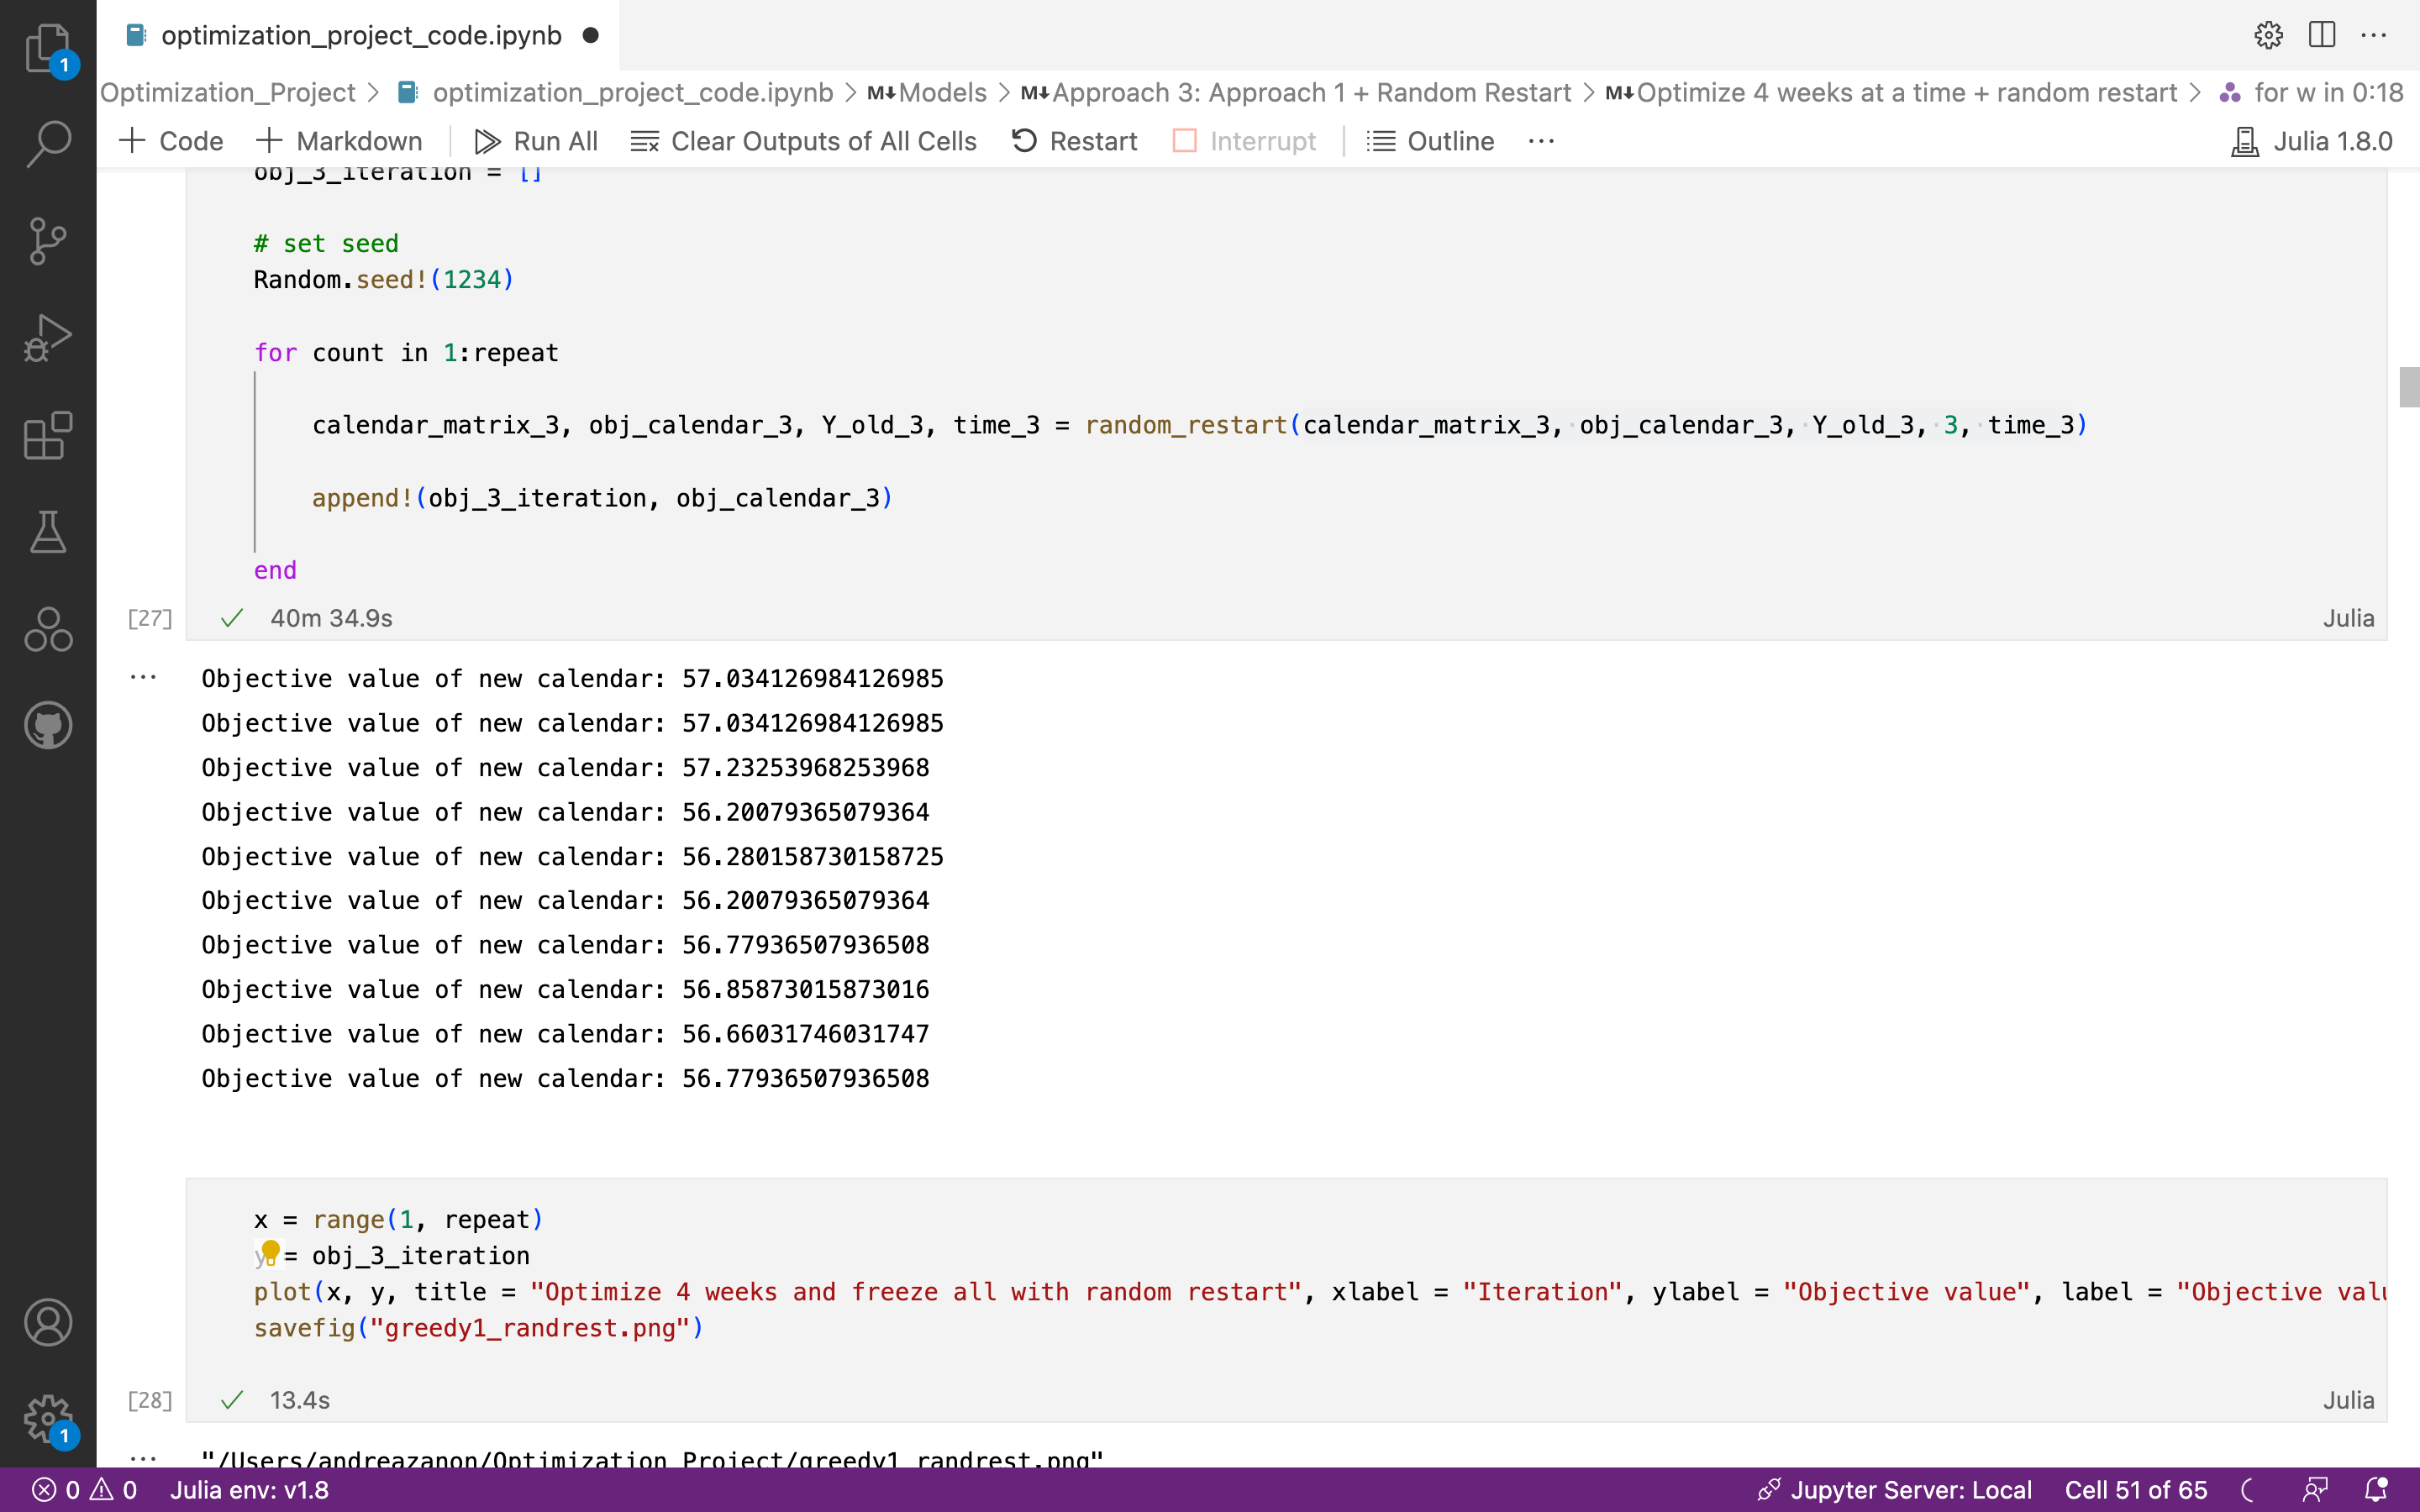 optimization_project_code.ipynb
Optimization_Project > optimization_project_code.ipynb > M↓Models > M↓Approach 3: Approach 1 + Random Restart > M↓Optimize 4 weeks at a time + random restart > for w in 0:18
1
+ Code + Markdown Run All Clear Outputs of All Cells Restart Interrupt Outline ... Julia 1.8.0
obj_3_iteration = []
# set seed
Random.seed!(1234)
for count in 1:repeat
calendar_matrix_3, obj_calendar_3, Y_old_3, time_3 = random_restart(calendar_matrix_3, obj_calendar_3, Y_old_3, 3, time_3)
append!(obj_3_iteration, obj_calendar_3)
end
[27] 40m 34.9s Julia
Objective value of new calendar: 57.034126984126985
Objective value of new calendar: 57.034126984126985
Objective value of new calendar: 57.23253968253968
Objective value of new calendar: 56.20079365079364
Objective value of new calendar: 56.280158730158725
Objective value of new calendar: 56.20079365079364
Objective value of new calendar: 56.77936507936508
Objective value of new calendar: 56.85873015873016
Objective value of new calendar: 56.66031746031747
Objective value of new calendar: 56.77936507936508
x = range(1, repeat)
y = obj_3_iteration
plot(x, y, title = "Optimize 4 weeks and freeze all with random restart", xlabel = "Iteration", ylabel = "Objective value", label = "Objective valu
savefig("greedy1_randrest.png")
[28] 13.4s Julia
1
"/Users/andreazanon/Optimization_Project/greedy1_randrest.png"
0 0 Julia env: v1.8 Jupyter Server: Local Cell 51 of 65